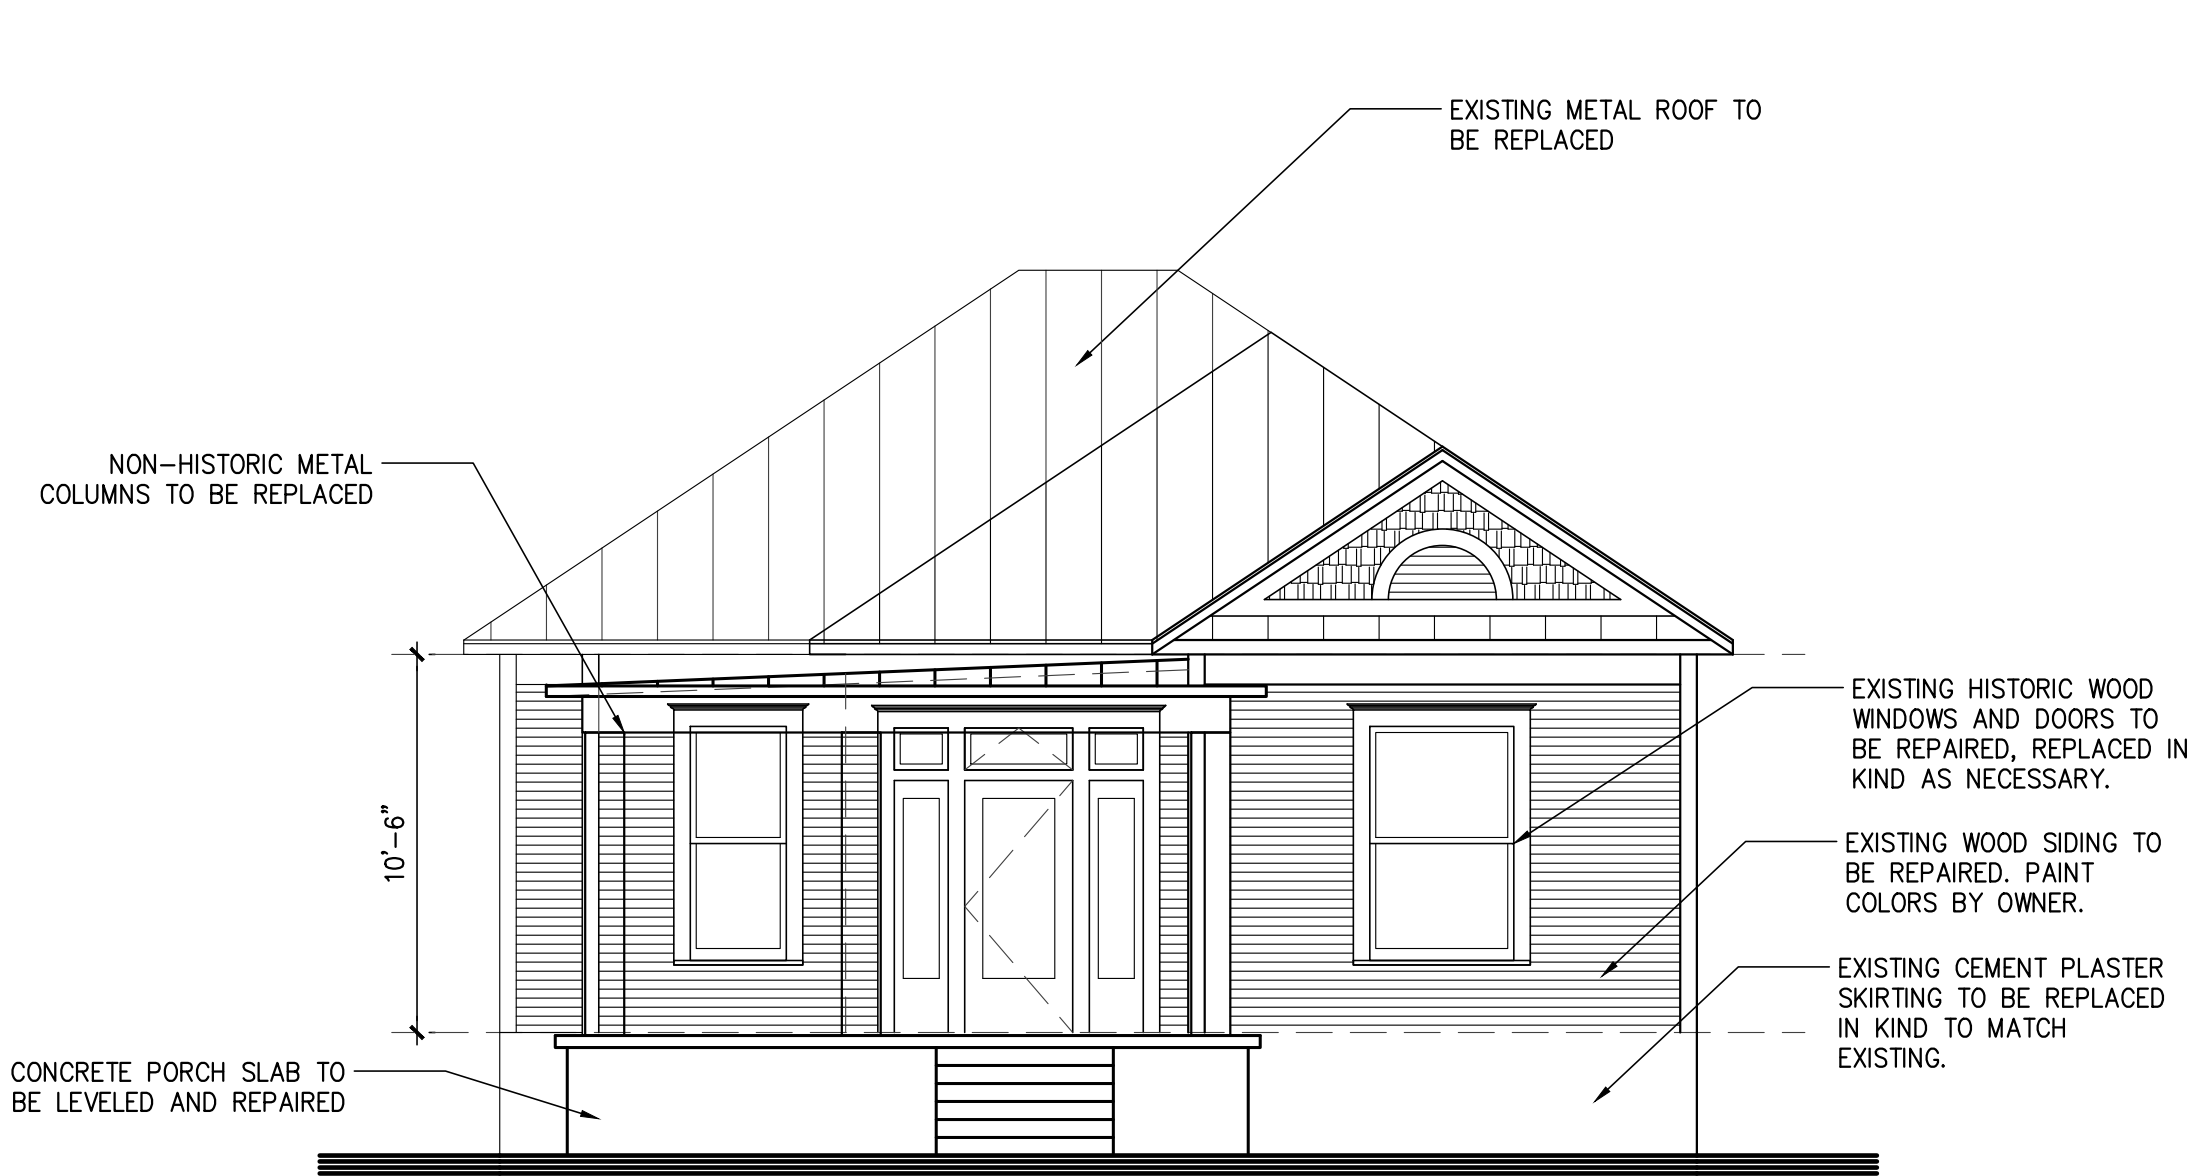 EXISTING METAL ROOF TO
BE REPLACED
NON-HISTORIC METAL
COLUMNS TO BE REPLACED
EXISTING HISTORIC WOOD
WINDOWS AND DOORS TO
BE REPAIRED, REPLACED IN
KIND AS NECESSARY.
10'-6"
EXISTING WOOD SIDING TO
BE REPAIRED. PAINT
COLORS BY OWNER.
EXISTING CEMENT PLASTER
SKIRTING TO BE REPLACED
IN KIND TO MATCH
EXISTING.
CONCRETE PORCH SLAB TO
BE LEVELED AND REPAIRED